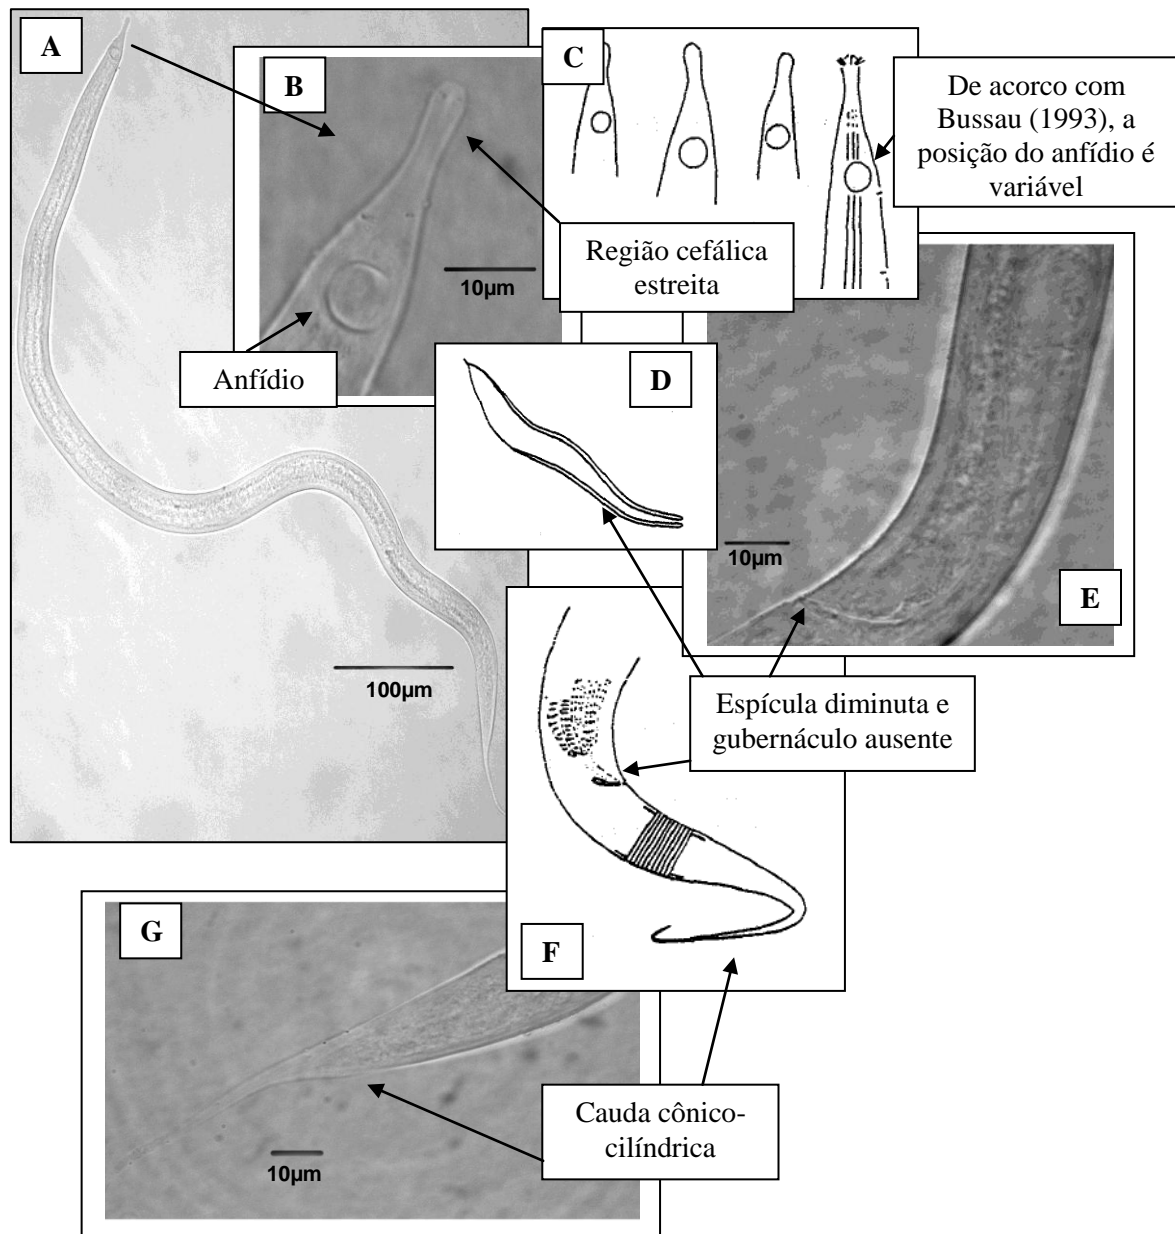 A
B
C
De acorco com
Bussau (1993), a
posição do anfídio é
variável
Região cefálica
estreita
10µm
Anfídio
D
10µm
E
100µm
Espícula diminuta e
gubernáculo ausente
F
G
Cauda cônico-
cilíndrica
10µm